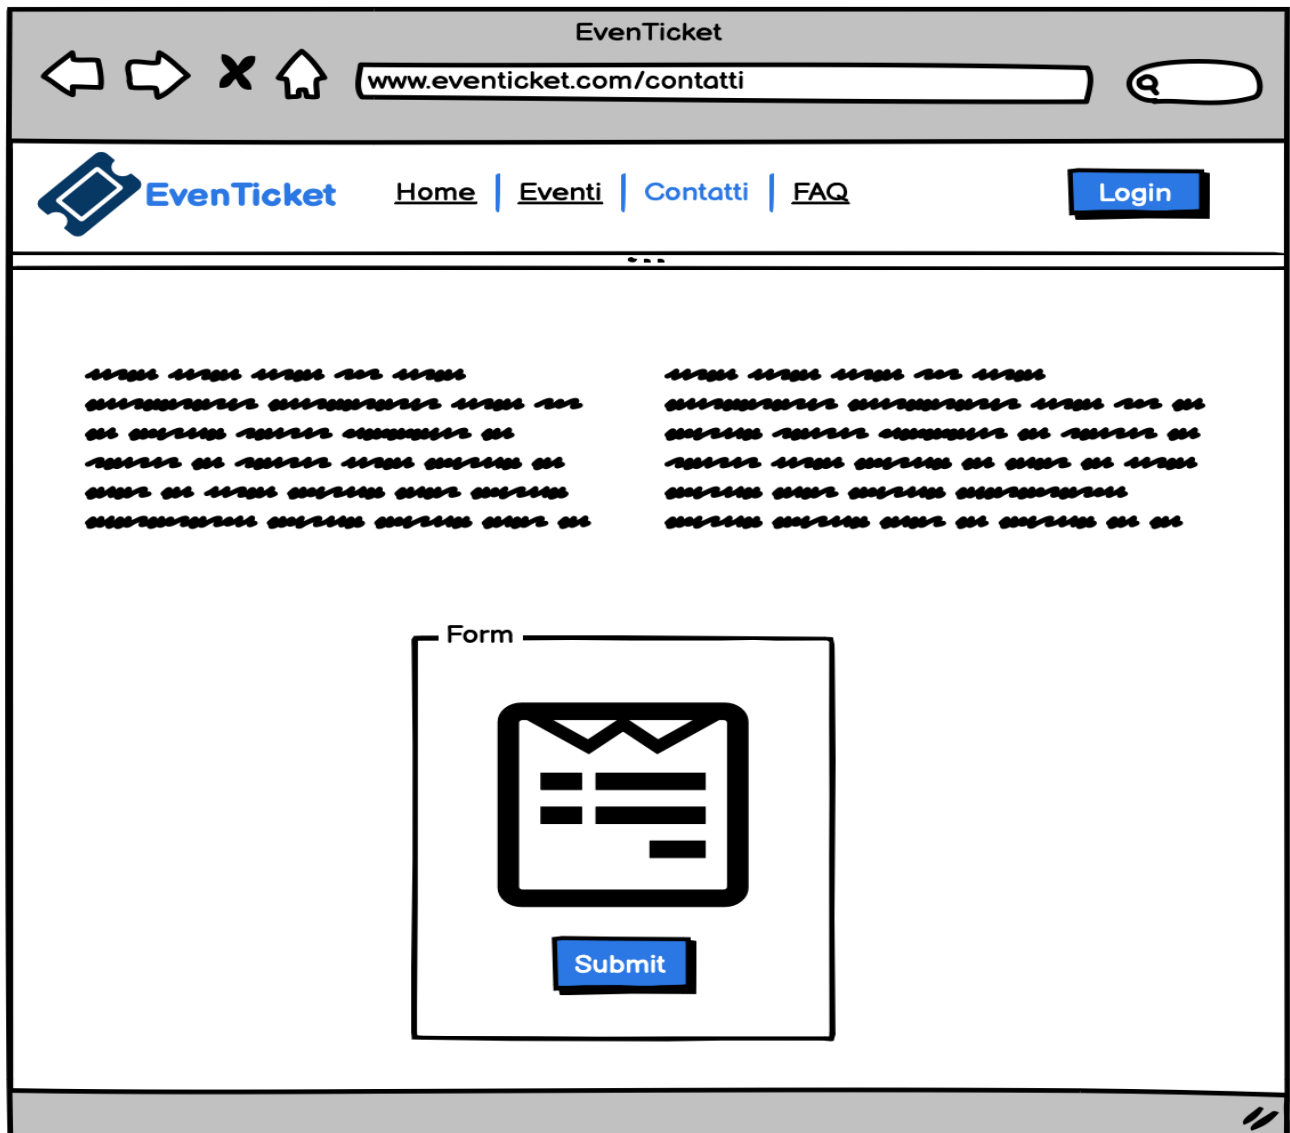 EvenTicket
www.eventicket.com/contatti
EvenTicket Home Eventi Contatti FAQ Login
Form
Submit